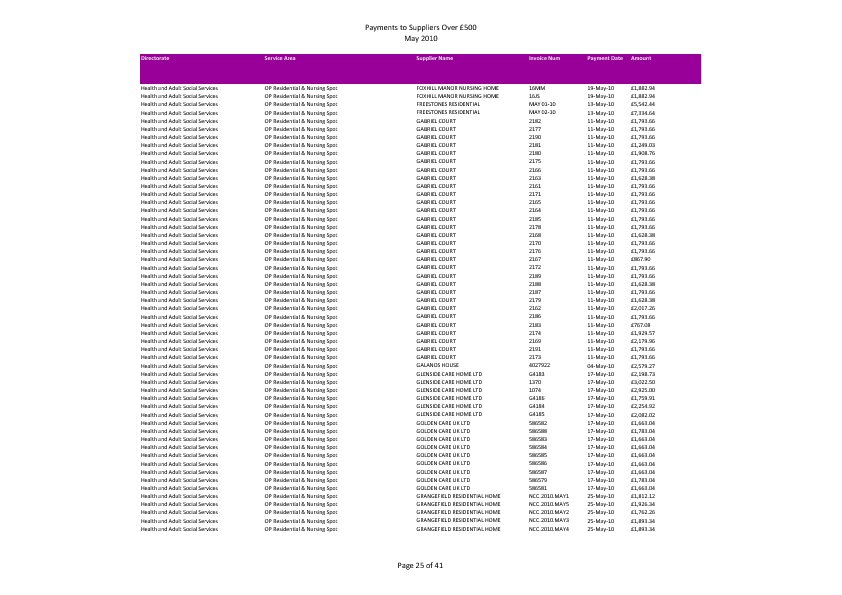 Payments to Suppliers Over £500
May 2010
Directorate Service Area Supplier Name Invoice Num Payment Date Amount
Health and Adult Social Services OP Residential & Nursing Spot FOXHILL MANOR NURSING HOME 16MM 19-May-10 £1,882.94
Health and Adult Social Services OP Residential & Nursing Spot FOXHILL MANOR NURSING HOME 16JS 19-May-10 £1,882.94
Health and Adult Social Services OP Residential & Nursing Spot FREESTONES RESIDENTIAL MAY 01-10 13-May-10 £5,542.44
Health and Adult Social Services OP Residential & Nursing Spot FREESTONES RESIDENTIAL MAY 02-10 13-May-10 £7,334.64
Health and Adult Social Services OP Residential & Nursing Spot GABRIEL COURT 2182 11-May-10 £1,793.66
Health and Adult Social Services OP Residential & Nursing Spot GABRIEL COURT 2177 11-May-10 £1,793.66
Health and Adult Social Services OP Residential & Nursing Spot GABRIEL COURT 2190 11-May-10 £1,793.66
Health and Adult Social Services OP Residential & Nursing Spot GABRIEL COURT 2181 11-May-10 £1,249.03
Health and Adult Social Services OP Residential & Nursing Spot GABRIEL COURT 2180 11-May-10 £1,908.76
Health and Adult Social Services OP Residential & Nursing Spot GABRIEL COURT 2175 11-May-10 £1,793.66
Health and Adult Social Services OP Residential & Nursing Spot GABRIEL COURT 2166 11-May-10 £1,793.66
Health and Adult Social Services OP Residential & Nursing Spot GABRIEL COURT 2163 11-May-10 £1,628.38
Health and Adult Social Services OP Residential & Nursing Spot GABRIEL COURT 2161 11-May-10 £1,793.66
Health and Adult Social Services OP Residential & Nursing Spot GABRIEL COURT 2171 11-May-10 £1,793.66
Health and Adult Social Services OP Residential & Nursing Spot GABRIEL COURT 2165 11-May-10 £1,793.66
Health and Adult Social Services OP Residential & Nursing Spot GABRIEL COURT 2164 11-May-10 £1,793.66
Health and Adult Social Services OP Residential & Nursing Spot GABRIEL COURT 2185 11-May-10 £1,793.66
Health and Adult Social Services OP Residential & Nursing Spot GABRIEL COURT 2178 11-May-10 £1,793.66
Health and Adult Social Services OP Residential & Nursing Spot GABRIEL COURT 2168 11-May-10 £1,628.38
Health and Adult Social Services OP Residential & Nursing Spot GABRIEL COURT 2170 11-May-10 £1,793.66
Health and Adult Social Services OP Residential & Nursing Spot GABRIEL COURT 2176 11-May-10 £1,793.66
Health and Adult Social Services OP Residential & Nursing Spot GABRIEL COURT 2167 11-May-10 £867.90
Health and Adult Social Services OP Residential & Nursing Spot GABRIEL COURT 2172 11-May-10 £1,793.66
Health and Adult Social Services OP Residential & Nursing Spot GABRIEL COURT 2189 11-May-10 £1,793.66
Health and Adult Social Services OP Residential & Nursing Spot GABRIEL COURT 2188 11-May-10 £1,628.38
Health and Adult Social Services OP Residential & Nursing Spot GABRIEL COURT 2187 11-May-10 £1,793.66
Health and Adult Social Services OP Residential & Nursing Spot GABRIEL COURT 2179 11-May-10 £1,628.38
Health and Adult Social Services OP Residential & Nursing Spot GABRIEL COURT 2162 11-May-10 £2,017.26
Health and Adult Social Services OP Residential & Nursing Spot GABRIEL COURT 2186 11-May-10 £1,793.66
Health and Adult Social Services OP Residential & Nursing Spot GABRIEL COURT 2183 11-May-10 £767.08
Health and Adult Social Services OP Residential & Nursing Spot GABRIEL COURT 2174 11-May-10 £1,929.57
Health and Adult Social Services OP Residential & Nursing Spot GABRIEL COURT 2169 11-May-10 £2,179.96
Health and Adult Social Services OP Residential & Nursing Spot GABRIEL COURT 2191 11-May-10 £1,793.66
Health and Adult Social Services OP Residential & Nursing Spot GABRIEL COURT 2173 11-May-10 £1,793.66
Health and Adult Social Services OP Residential & Nursing Spot GALANOS HOUSE 4027922 04-May-10 £2,579.27
Health and Adult Social Services OP Residential & Nursing Spot GLENSIDE CARE HOME LTD G4183 17-May-10 £2,198.73
Health and Adult Social Services OP Residential & Nursing Spot GLENSIDE CARE HOME LTD 1370 17-May-10 £3,022.50
Health and Adult Social Services OP Residential & Nursing Spot GLENSIDE CARE HOME LTD 1074 17-May-10 £2,925.00
Health and Adult Social Services OP Residential & Nursing Spot GLENSIDE CARE HOME LTD G4186 17-May-10 £1,759.91
Health and Adult Social Services OP Residential & Nursing Spot GLENSIDE CARE HOME LTD G4184 17-May-10 £2,254.92
Health and Adult Social Services OP Residential & Nursing Spot GLENSIDE CARE HOME LTD G4185 17-May-10 £2,082.02
Health and Adult Social Services OP Residential & Nursing Spot GOLDEN CARE UK LTD 586582 17-May-10 £1,663.04
Health and Adult Social Services OP Residential & Nursing Spot GOLDEN CARE UK LTD 586588 17-May-10 £1,783.04
Health and Adult Social Services OP Residential & Nursing Spot GOLDEN CARE UK LTD 586583 17-May-10 £1,663.04
Health and Adult Social Services OP Residential & Nursing Spot GOLDEN CARE UK LTD 586584 17-May-10 £1,663.04
Health and Adult Social Services OP Residential & Nursing Spot GOLDEN CARE UK LTD 586585 17-May-10 £1,663.04
Health and Adult Social Services OP Residential & Nursing Spot GOLDEN CARE UK LTD 586586 17-May-10 £1,663.04
Health and Adult Social Services OP Residential & Nursing Spot GOLDEN CARE UK LTD 586587 17-May-10 £1,663.04
Health and Adult Social Services OP Residential & Nursing Spot GOLDEN CARE UK LTD 586579 17-May-10 £1,783.04
Health and Adult Social Services OP Residential & Nursing Spot GOLDEN CARE UK LTD 586581 17-May-10 £1,663.04
Health and Adult Social Services OP Residential & Nursing Spot GRANGEFIELD RESIDENTIAL HOME NCC.2010.MAY1 25-May-10 £1,812.12
Health and Adult Social Services OP Residential & Nursing Spot GRANGEFIELD RESIDENTIAL HOME NCC.2010.MAY5 25-May-10 £1,926.34
Health and Adult Social Services OP Residential & Nursing Spot GRANGEFIELD RESIDENTIAL HOME NCC.2010.MAY2 25-May-10 £1,762.26
Health and Adult Social Services OP Residential & Nursing Spot GRANGEFIELD RESIDENTIAL HOME NCC.2010.MAY3 25-May-10 £1,893.34
Health and Adult Social Services OP Residential & Nursing Spot GRANGEFIELD RESIDENTIAL HOME NCC.2010.MAY4 25-May-10 £1,893.34
Page 25 of 41